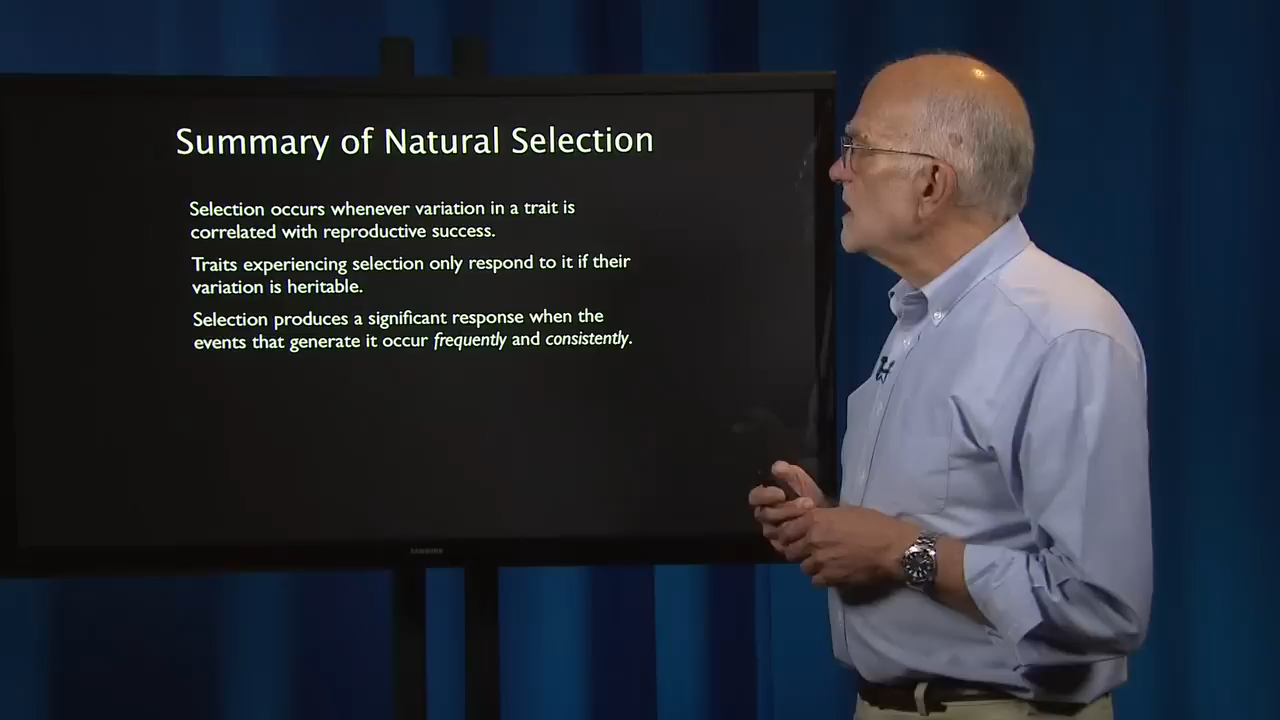 Summary of Natural Selection
Selection occurs whenever variation in a trait is
correlated with reproductive success.
Traits experiencing selection only respond to it if their
variation is heritable.
Selection produces a significant response when the
events that generate it occur frequently and consistently.
SAMSUNG